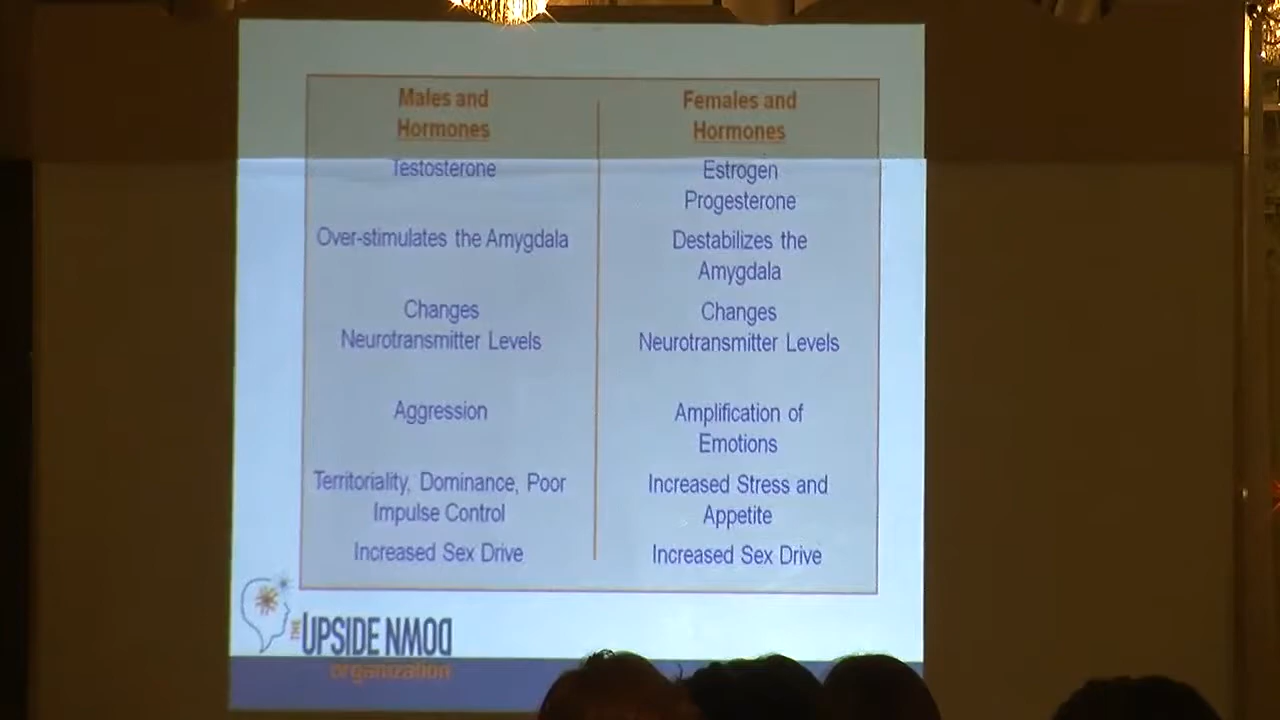 Males and
Hormones
Testosterone
Over-stimulates the Amygdala
Changes
Neurotransmitter Levels
Aggression
Territoriality, Dominance, Poor
Impulse Control
Increased Sex Drive
Females and
Hormones
Estrogen
Progesterone
Destabilizes the
Amygdala
Changes
Neurotransmitter Levels
Amplification of
Emotions
Increased Stress and
Appetite
Increased Sex Drive
THE UPSIDE DOWN
organization